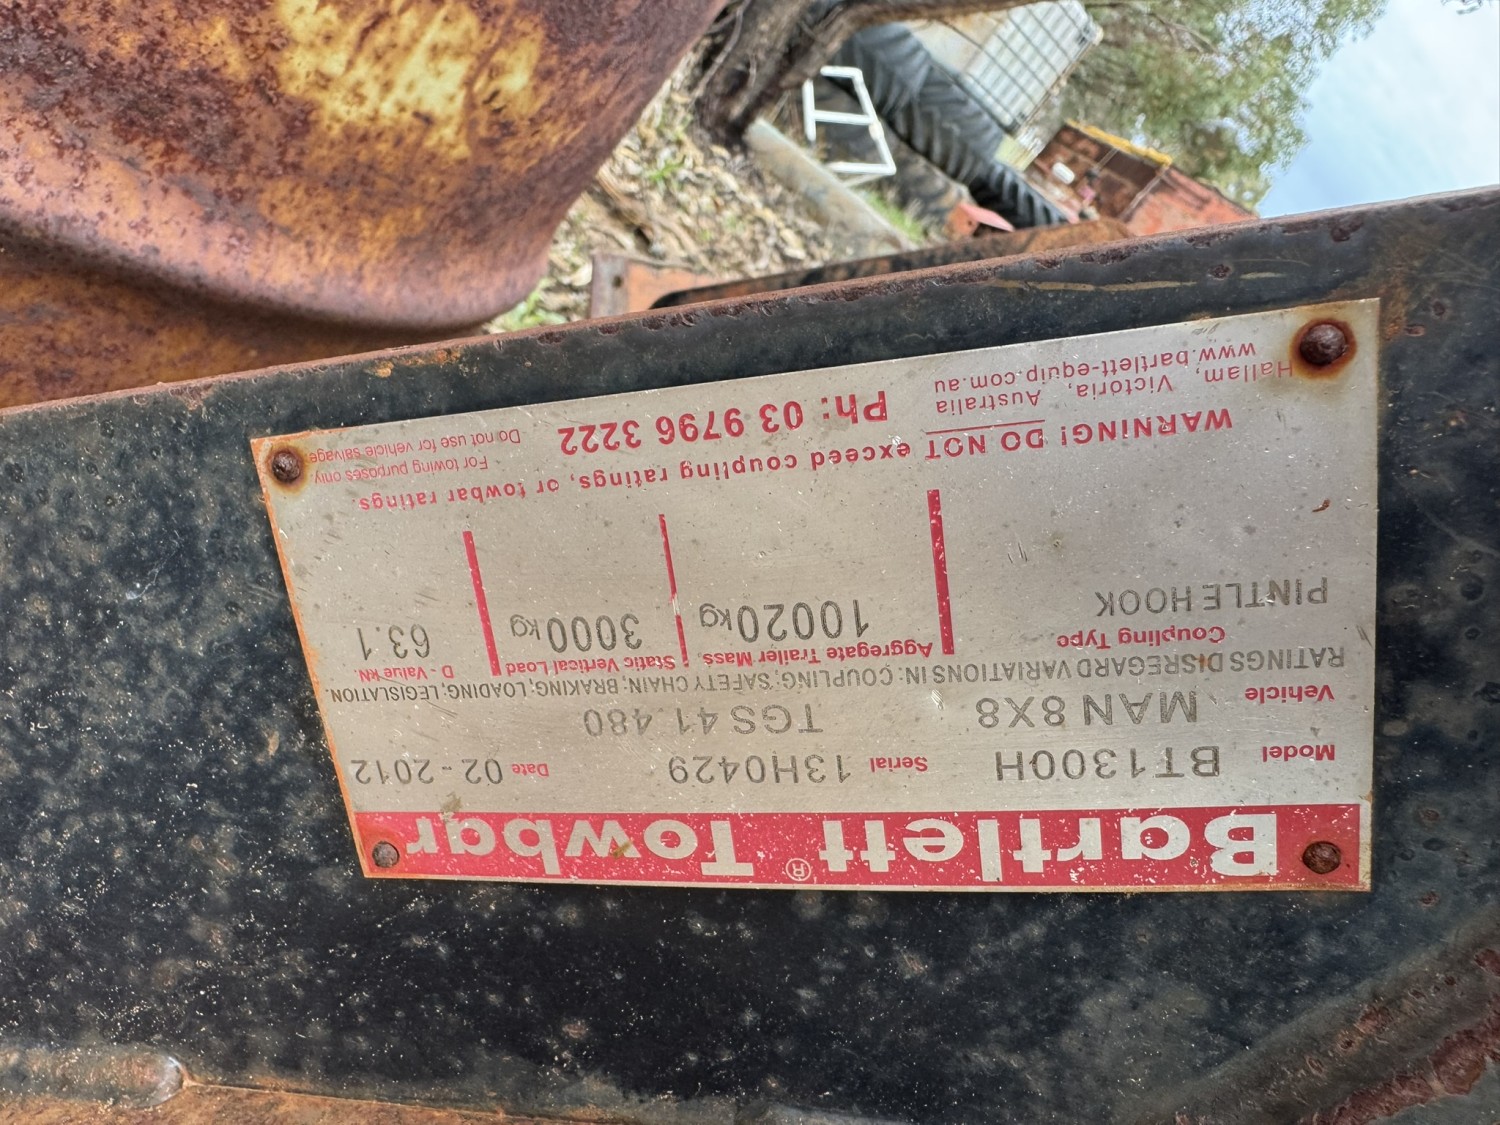 Bartlett® Towbar
Model BT1300H Serial 13H0429 Date 02-2012
Vehicle MAN 8X8 TGS 41.480
RATINGS DISREGARD VARIATIONS IN: COUPLING; SAFETY CHAIN; BRAKING; LOADING; LEGISLATION.
Coupling Type Aggregate Trailer Mass. Static Vertical Load D - Value kN.
PINTLE HOOK 10020kg 3000kg 63.1
WARNING! DO NOT exceed coupling ratings, or towbar ratings.
Hallam, Victoria, Australia Ph: 03 9796 3222 For towing purposes only.
www.bartlett-equip.com.au Do not use for vehicle salvage.